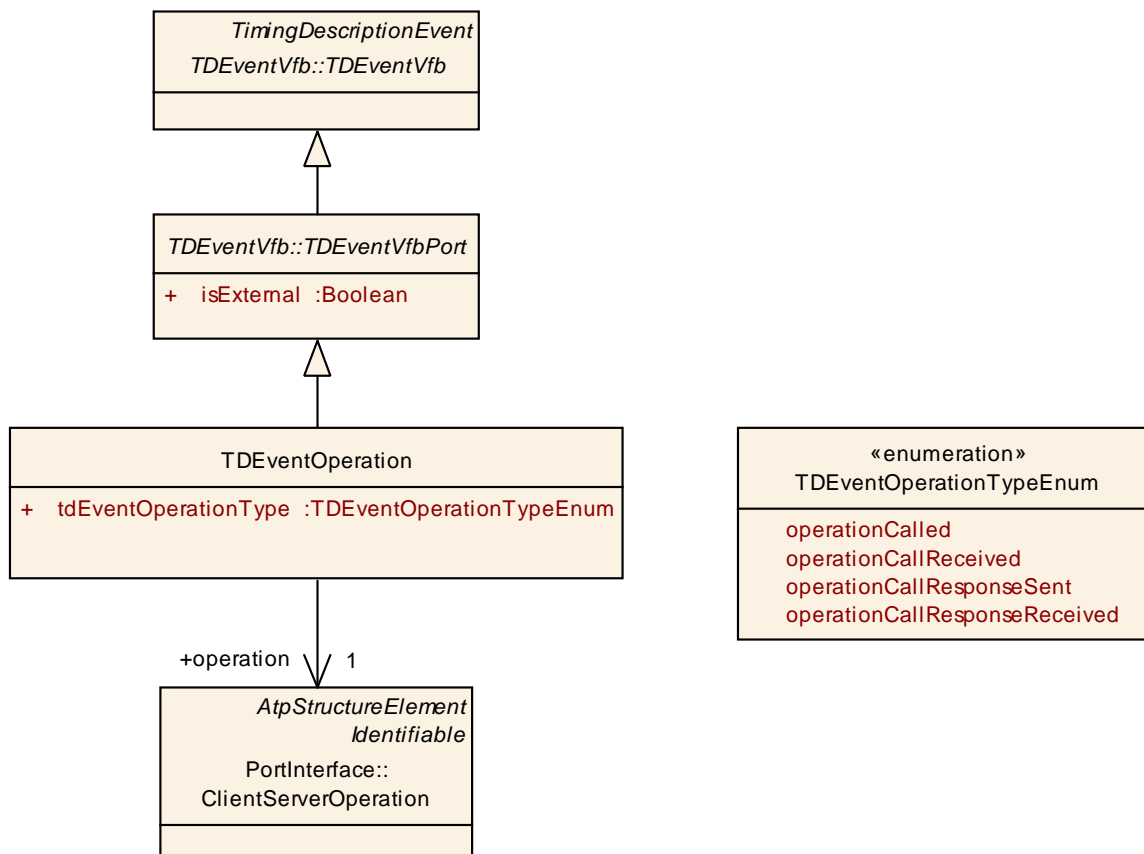 TimingDescriptionEvent
TDEventVfb::TDEventVfb
TDEventVfb::TDEventVfbPort
+ isExternal :Boolean
TDEventOperation
+ tdEventOperationType :TDEventOperationTypeEnum
«enumeration»
TDEventOperationTypeEnum
operationCalled
operationCallReceived
operationCallResponseSent
operationCallResponseReceived
+operation 1
AtpStructureElement
Identifiable
PortInterface::
ClientServerOperation